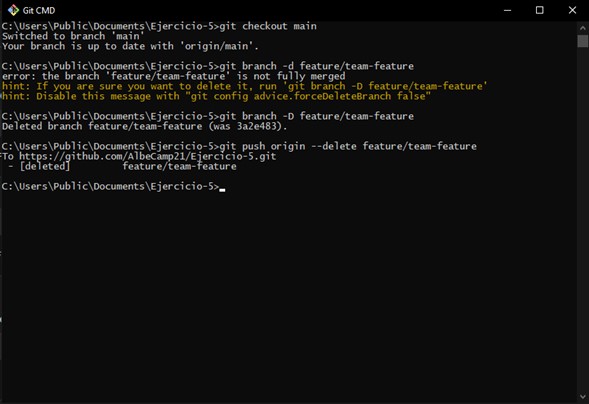 Git CMD
C:\Users\Public\Documents\Ejercicio-5>git checkout main
Switched to branch 'main'
Your branch is up to date with 'origin/main'.
C:\Users\Public\Documents\Ejercicio-5>git branch -d feature/team-feature
error: the branch 'feature/team-feature' is not fully merged
hint: If you are sure you want to delete it, run 'git branch -D feature/team-feature'
hint: Disable this message with "git config advice.forceDeleteBranch false"
C:\Users\Public\Documents\Ejercicio-5>git branch -D feature/team-feature
Deleted branch feature/team-feature (was 3a2e483).
C:\Users\Public\Documents\Ejercicio-5>git push origin --delete feature/team-feature
To https://github.com/AlbeCamp21/Ejercicio-5.git
 - [deleted]         feature/team-feature
C:\Users\Public\Documents\Ejercicio-5>